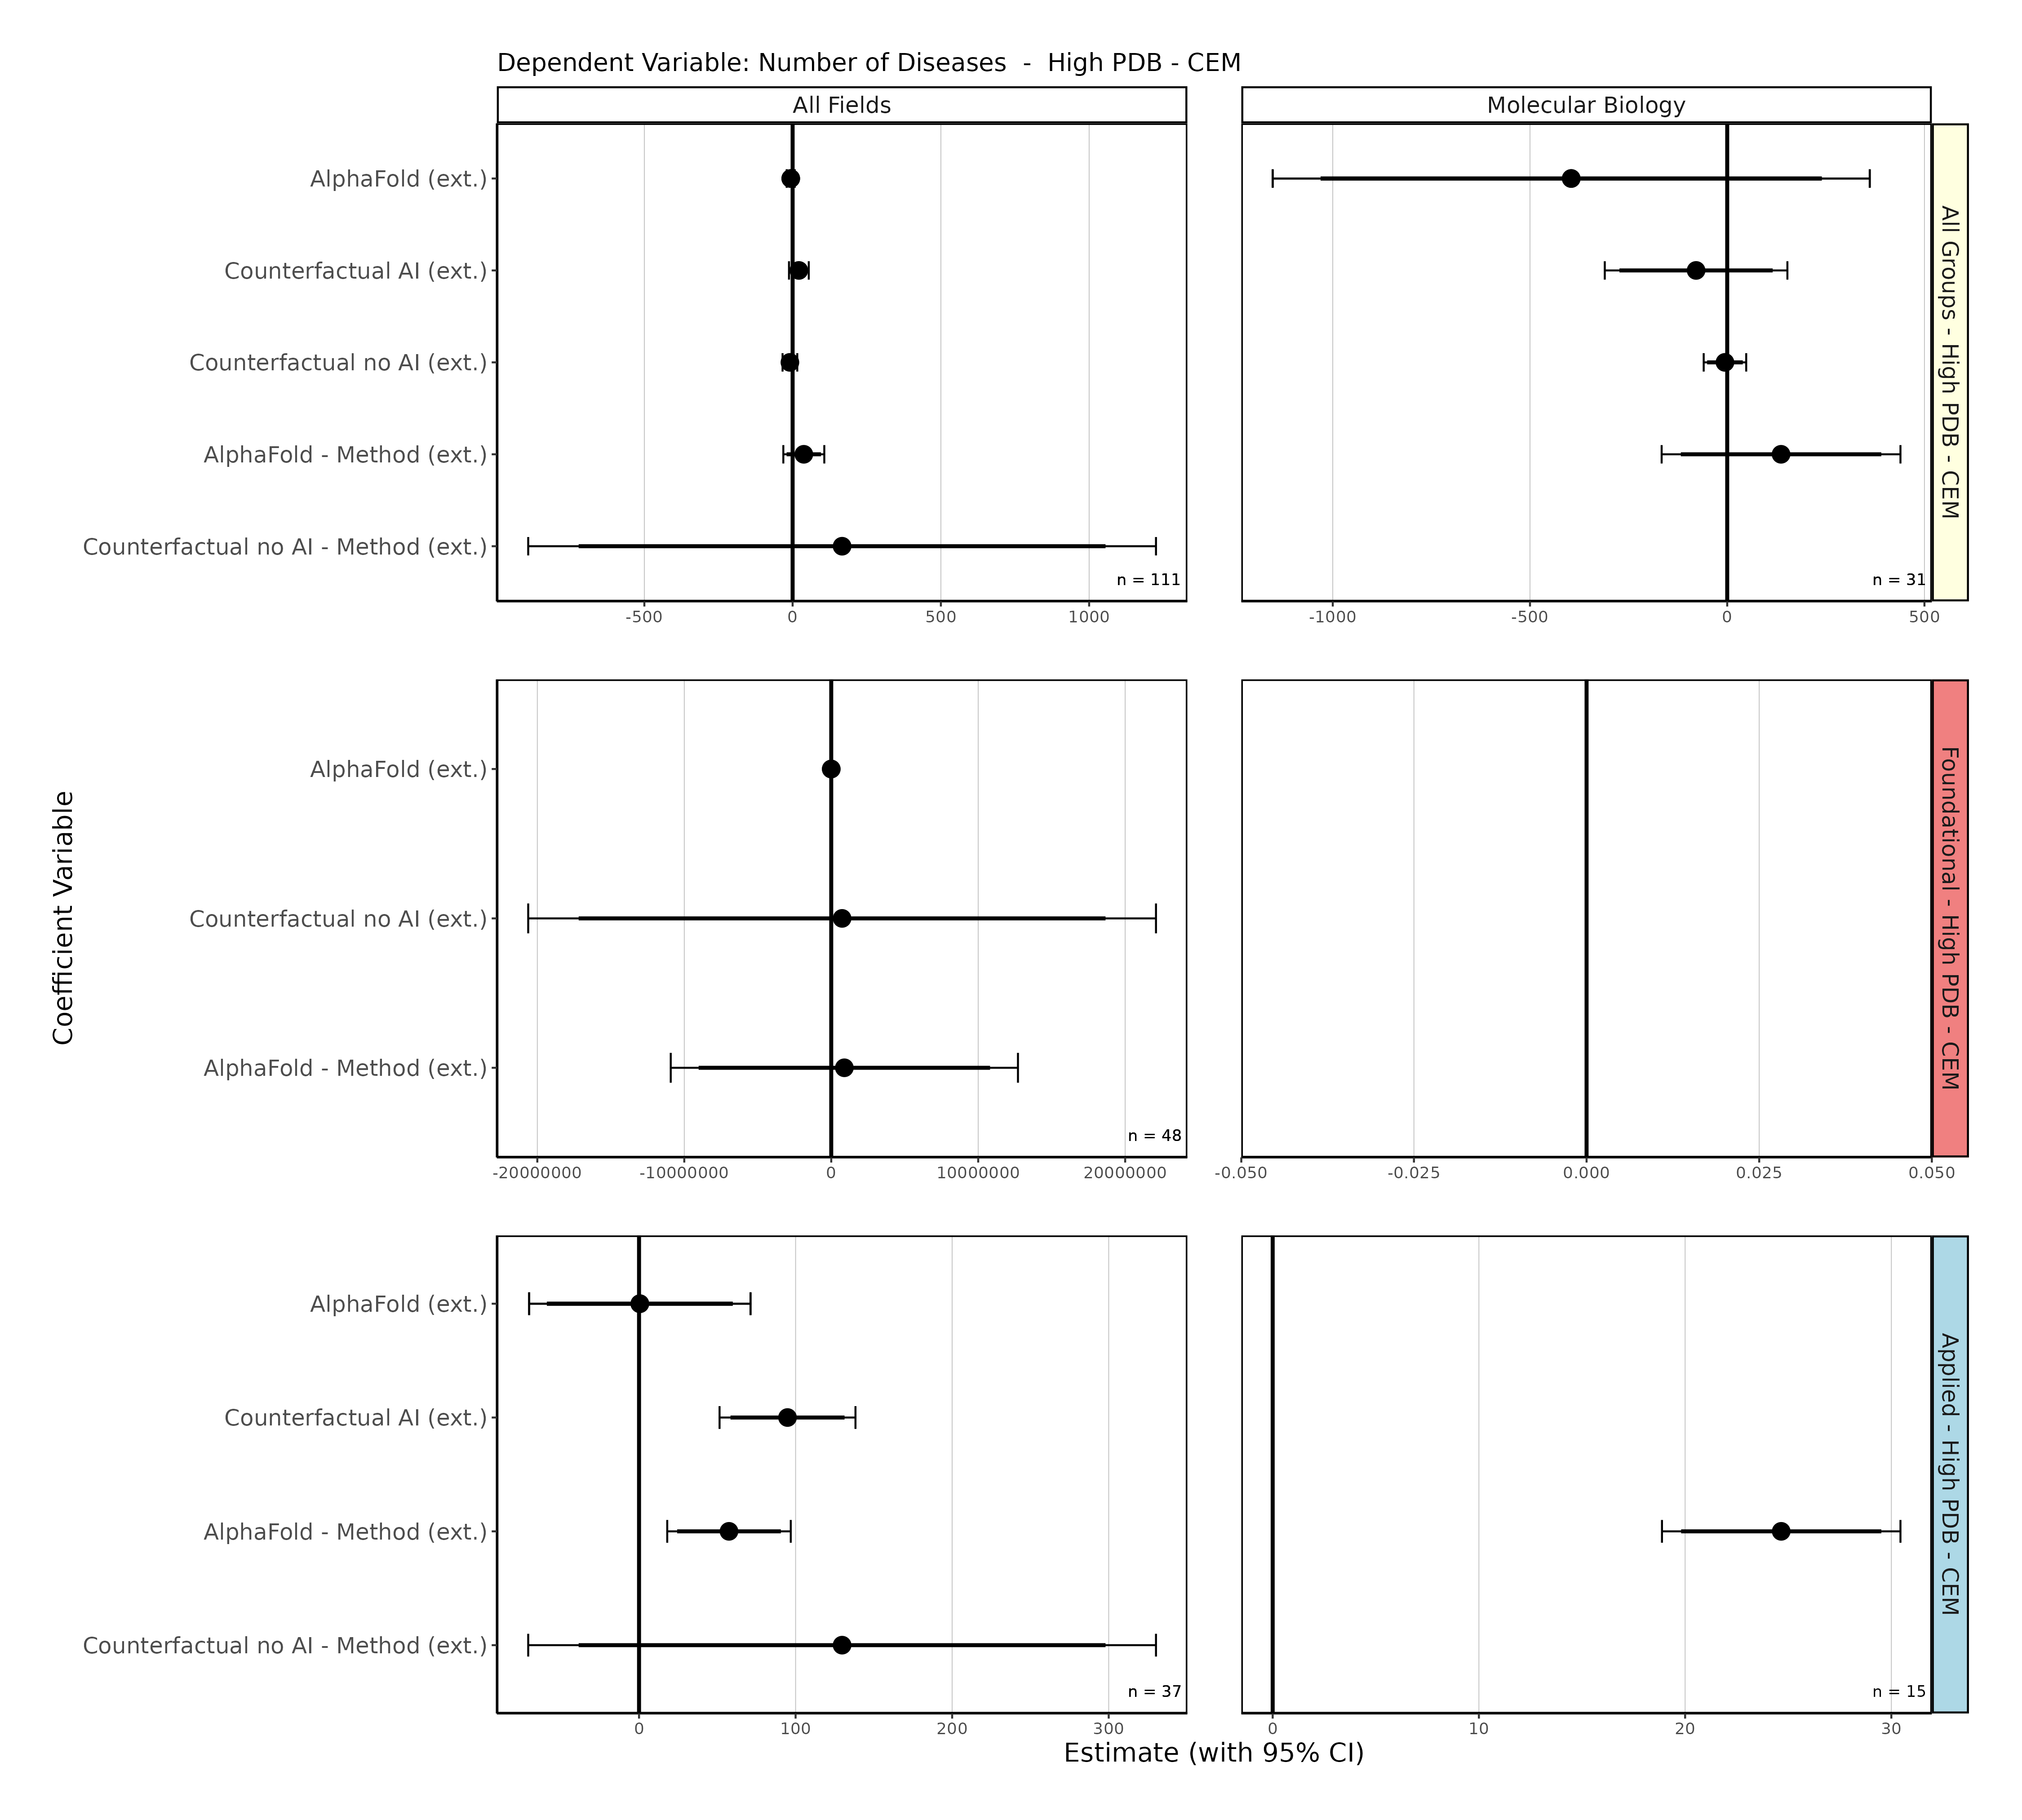 Dependent Variable: Number of Diseases  -  High PDB - CEM
All Fields
Molecular Biology
AlphaFold (ext.)
Counterfactual AI (ext.)
Counterfactual no AI (ext.)
AlphaFold - Method (ext.)
Counterfactual no AI - Method (ext.)
n = 111
n = 31
All Groups - High PDB - CEM
-500 0 500 1000
-1000 -500 0 500
Coefficient Variable
AlphaFold (ext.)
Counterfactual no AI (ext.)
AlphaFold - Method (ext.)
n = 48
Foundational - High PDB - CEM
-20000000 -10000000 0 10000000 20000000
-0.050 -0.025 0.000 0.025 0.050
AlphaFold (ext.)
Counterfactual AI (ext.)
AlphaFold - Method (ext.)
Counterfactual no AI - Method (ext.)
n = 37
n = 15
Applied - High PDB - CEM
0 100 200 300
0 10 20 30
Estimate (with 95% CI)